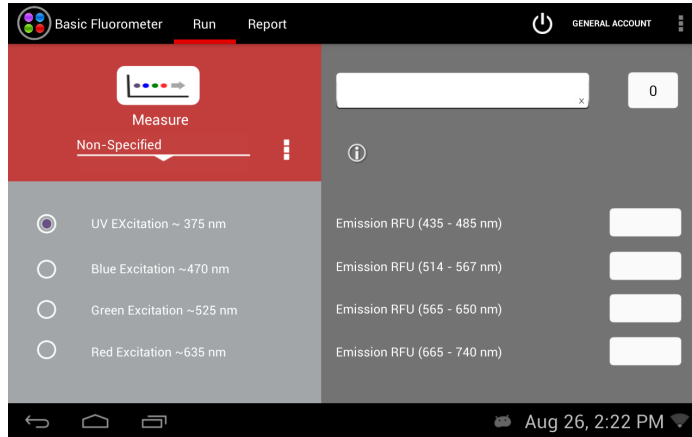 Basic Fluorometer Run Report GENERAL ACCOUNT
Measure
Non-Specified
x
0
i
UV EXcitation ~ 375 nm
Emission RFU (435 - 485 nm)
Blue Excitation ~470 nm
Emission RFU (514 - 567 nm)
Green Excitation ~525 nm
Emission RFU (565 - 650 nm)
Red Excitation ~635 nm
Emission RFU (665 - 740 nm)
Aug 26, 2:22 PM